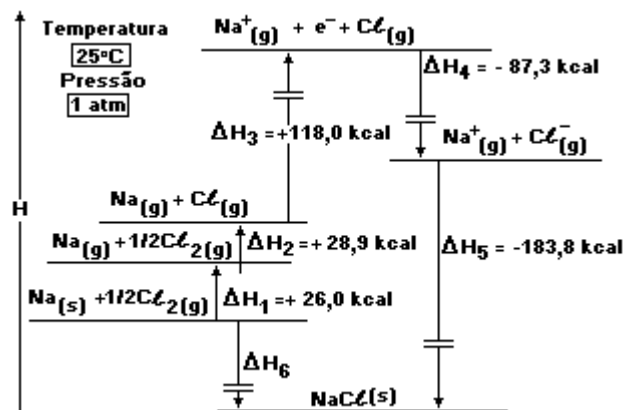 Temperatura
25°C
Pressão
1 atm
H
Na⁺(g) + e⁻ + Cℓ(g)
ΔH₄ = - 87,3 kcal
ΔH₃ = +118,0 kcal
Na⁺(g) + Cℓ⁻(g)
Na(g) + Cℓ(g)
Na(g) + 1/2Cℓ₂(g)
ΔH₂ = + 28,9 kcal
ΔH₅ = -183,8 kcal
Na(s) + 1/2Cℓ₂(g)
ΔH₁ = + 26,0 kcal
ΔH₆
NaCℓ(s)